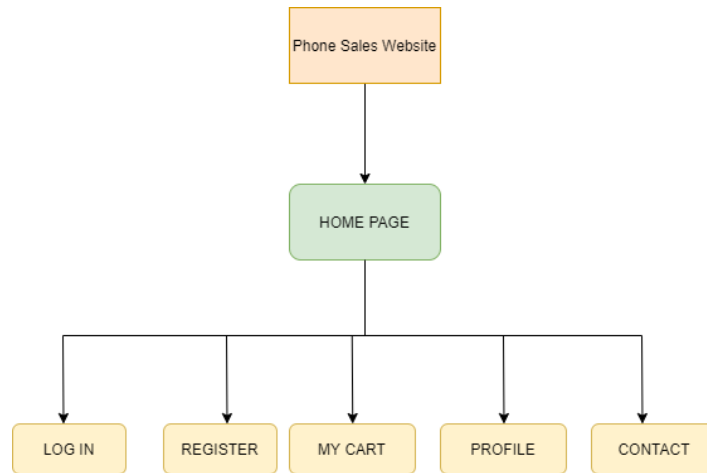 Phone Sales Website
HOME PAGE
LOG IN
REGISTER
MY CART
PROFILE
CONTACT